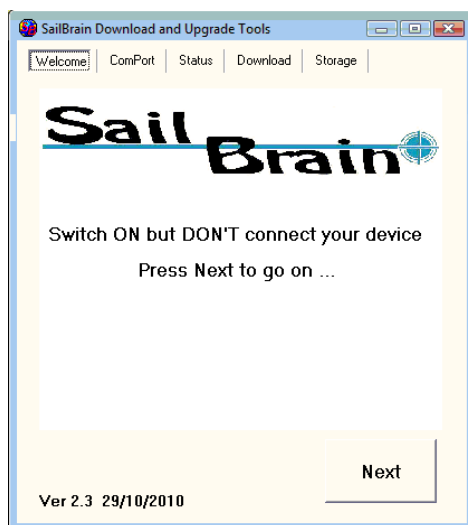 SailBrain Download and Upgrade Tools
Welcome ComPort Status Download Storage
Sail
Brain
Switch ON but DON'T connect your device
Press Next to go on ...
Next
Ver 2.3 29/10/2010